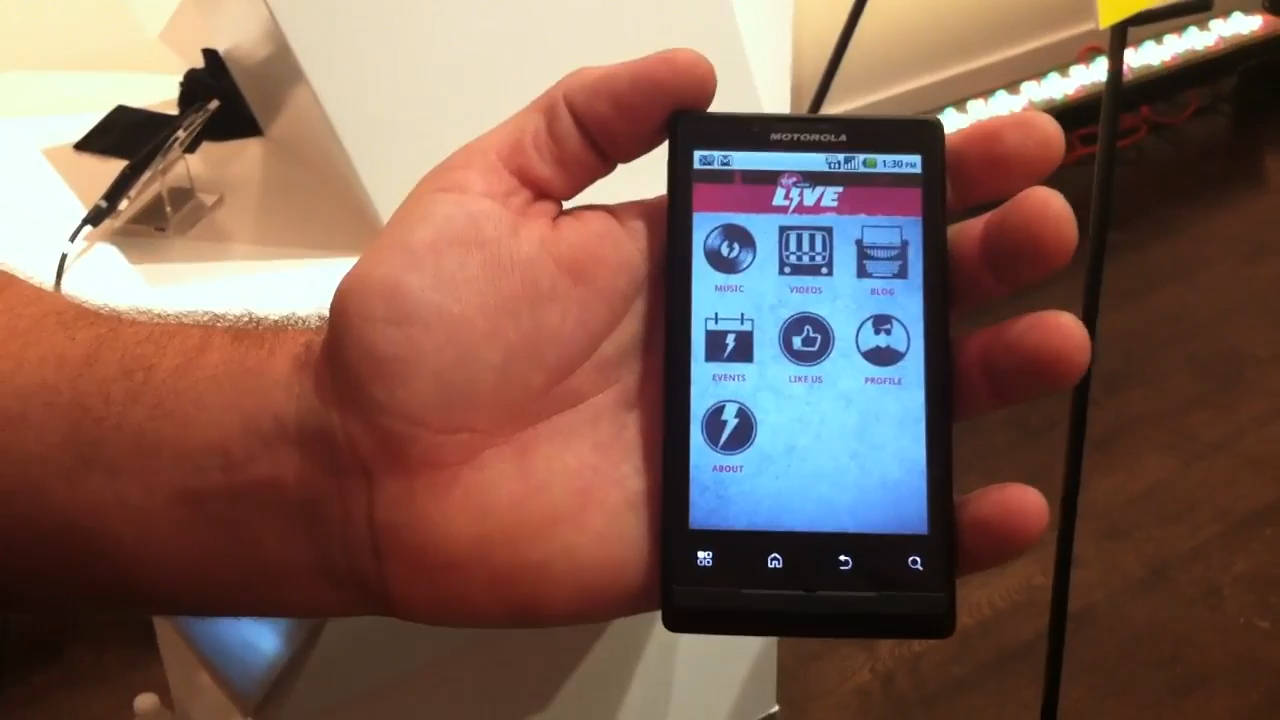 MOTOROLA
1:30 PM
LIVE
MUSIC VIDEOS BLOG
EVENTS LIKE US PROFILE
ABOUT